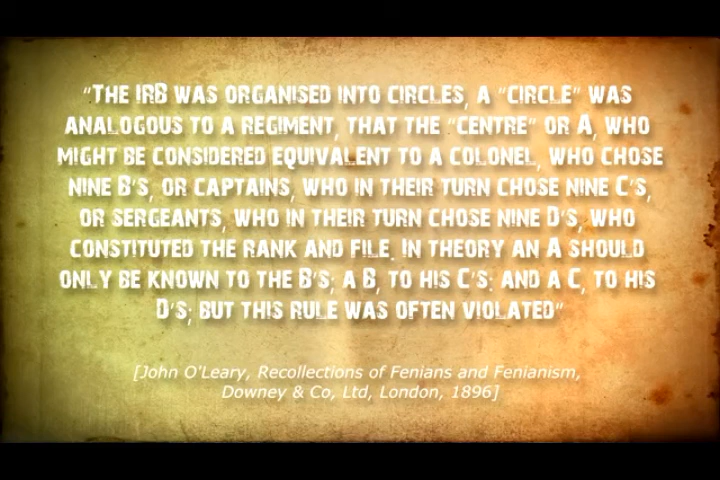 "The IRB was organised into circles, a "circle" was
analogous to a regiment, that the "centre" or A, who
might be considered equivalent to a colonel, who chose
nine B's, or captains, who in their turn chose nine C's,
or sergeants, who in their turn chose nine D's, who
constituted the rank and file. In theory an A should
only be known to the B's; a B, to his C's: and a C, to his
D's; but this rule was often violated"
[John O'Leary, Recollections of Fenians and Fenianism,
Downey & Co, Ltd, London, 1896]